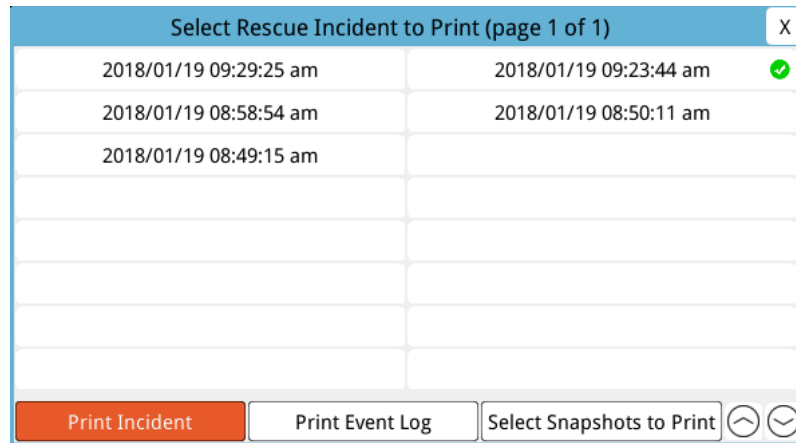 Select Rescue Incident to Print (page 1 of 1) X
2018/01/19 09:29:25 am 2018/01/19 09:23:44 am
2018/01/19 08:58:54 am 2018/01/19 08:50:11 am
2018/01/19 08:49:15 am
Print Incident Print Event Log Select Snapshots to Print